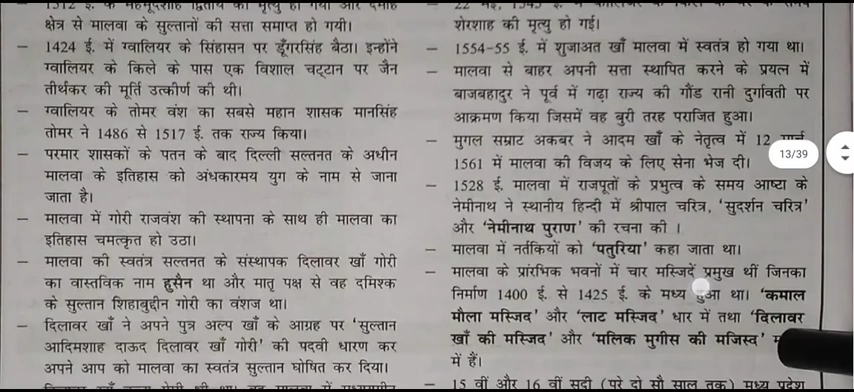 1512 ई. के महमूदशाह द्वितीय की मृत्यु हो गयी और दमोह
क्षेत्र से मालवा के सुल्तानों की सत्ता समाप्त हो गयी।
– 1424 ई. में ग्वालियर के सिंहासन पर डूँगरसिंह बैठा। इन्होंने
ग्वालियर के किले के पास एक विशाल चट्टान पर जैन
तीर्थकर की मूर्ति उत्कीर्ण की थी।
– ग्वालियर के तोमर वंश का सबसे महान शासक मानसिंह
तोमर ने 1486 से 1517 ई. तक राज्य किया।
– परमार शासकों के पतन के बाद दिल्ली सल्तनत के अधीन
मालवा के इतिहास को अंधकारमय युग के नाम से जाना
जाता है।
– मालवा में गोरी राजवंश की स्थापना के साथ ही मालवा का
इतिहास चमत्कृत हो उठा।
– मालवा की स्वतंत्र सल्तनत के संस्थापक दिलावर खाँ गोरी
का वास्तविक नाम हुसैन था और मातृ पक्ष से वह दमिश्क
के सुल्तान शिहाबुद्दीन गोरी का वंशज था।
– दिलावर खाँ ने अपने पुत्र अल्प खाँ के आग्रह पर 'सुल्तान
आदिमशाह दाऊद दिलावर खाँ गोरी' की पदवी धारण कर
अपने आप को मालवा का स्वतंत्र सुल्तान घोषित कर दिया।
– 22 मई, 1545 ई. में
शेरशाह की मृत्यु हो गई।
– 1554-55 ई. में शुजाअत खाँ मालवा में स्वतंत्र हो गया था।
– मालवा से बाहर अपनी सत्ता स्थापित करने के प्रयत्न में
बाजबहादुर ने पूर्व में गढ़ा राज्य की गौंड रानी दुर्गावती पर
आक्रमण किया जिसमें वह बुरी तरह पराजित हुआ।
– मुगल सम्राट अकबर ने आदम खाँ के नेतृत्व में 12 मार्च
1561 में मालवा की विजय के लिए सेना भेज दी।
13/39
– 1528 ई. मालवा में राजपूतों के प्रभुत्व के समय आष्टा के
नेमीनाथ ने स्थानीय हिन्दी में श्रीपाल चरित्र, 'सुदर्शन चरित्र'
और 'नेमीनाथ पुराण' की रचना की ।
– मालवा में नर्तकियों को 'पतुरिया' कहा जाता था।
– मालवा के प्रांरभिक भवनों में चार मस्जिदें प्रमुख थीं जिनका
निर्माण 1400 ई. से 1425 ई. के मध्य हुआ था। 'कमाल
मौला मस्जिद' और 'लाट मस्जिद' धार में तथा 'दिलावर
खाँ की मस्जिद' और 'मलिक मुगीस की मजिस्द'
में हैं।
– 15 वीं और 16 वीं सदी (पूरे दो सौ साल तक) मध्य प्रदेश